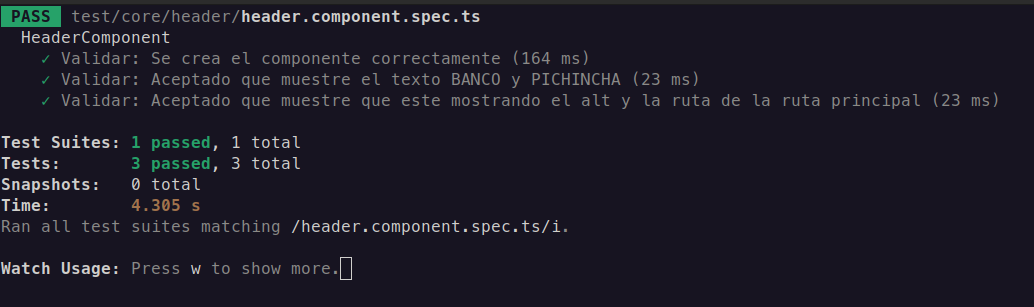 PASS test/core/header/header.component.spec.ts
HeaderComponent
✓ Validar: Se crea el componente correctamente (164 ms)
✓ Validar: Aceptado que muestre el texto BANCO y PICHINCHA (23 ms)
✓ Validar: Aceptado que muestre que este mostrando el alt y la ruta de la ruta principal (23 ms)
Test Suites: 1 passed, 1 total
Tests: 3 passed, 3 total
Snapshots: 0 total
Time: 4.305 s
Ran all test suites matching /header.component.spec.ts/i.
Watch Usage: Press w to show more.